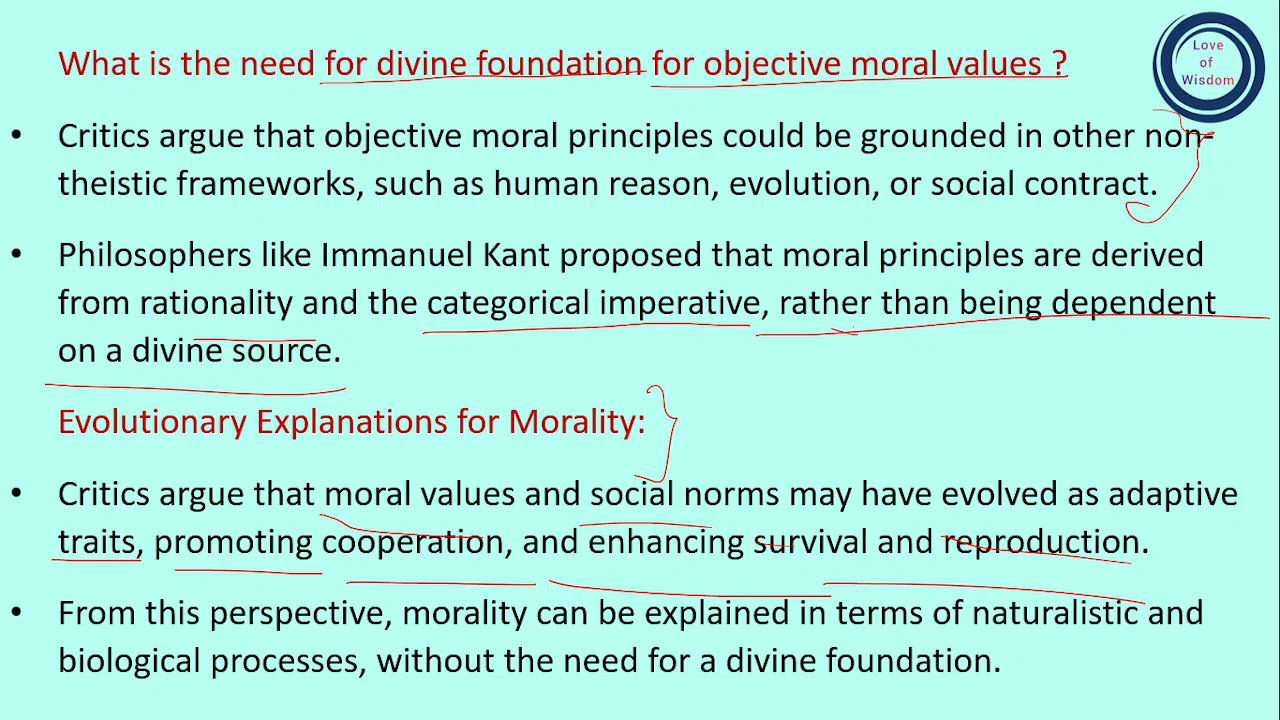 What is the need for divine foundation for objective moral values ?
Love
of
Wisdom
• Critics argue that objective moral principles could be grounded in other non-
theistic frameworks, such as human reason, evolution, or social contract.
• Philosophers like Immanuel Kant proposed that moral principles are derived
from rationality and the categorical imperative, rather than being dependent
on a divine source.
Evolutionary Explanations for Morality:
• Critics argue that moral values and social norms may have evolved as adaptive
traits, promoting cooperation, and enhancing survival and reproduction.
• From this perspective, morality can be explained in terms of naturalistic and
biological processes, without the need for a divine foundation.